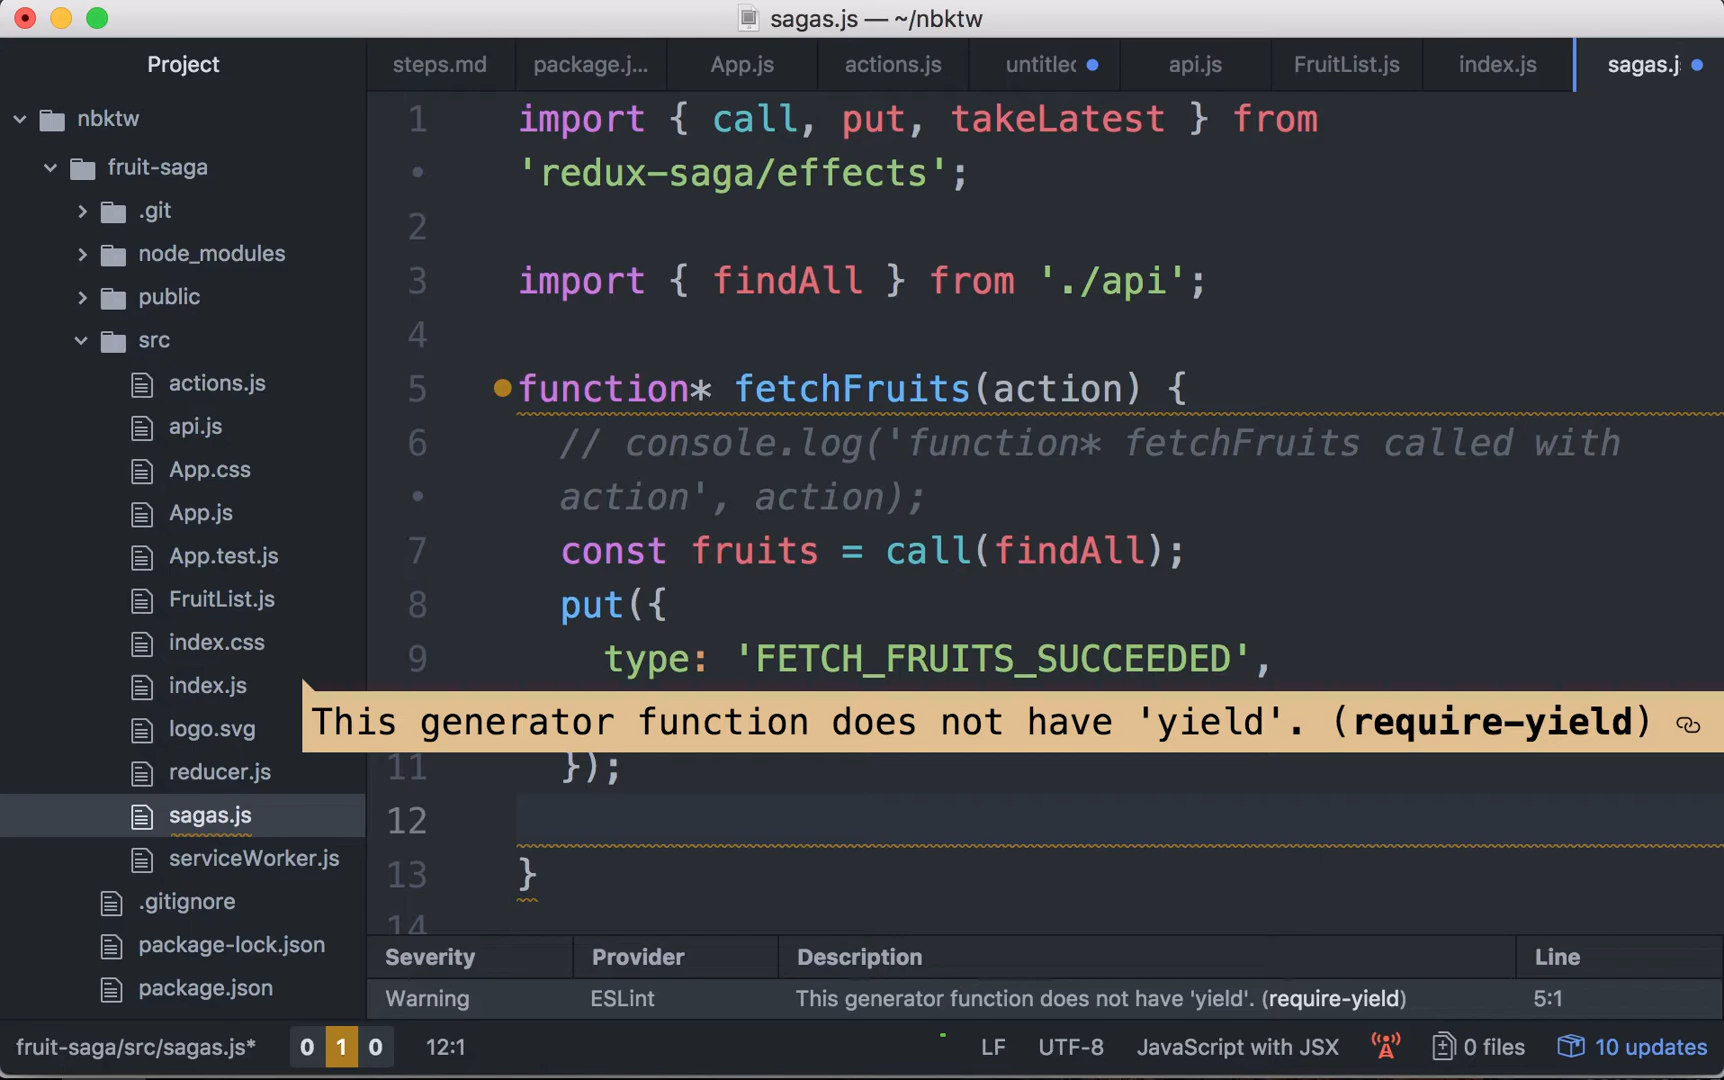 sagas.js — ~/nbktw
Project
steps.md
package.j...
App.js
actions.js
untitled
api.js
FruitList.js
index.js
sagas.j
nbktw
fruit-saga
.git
node_modules
public
src
actions.js
api.js
App.css
App.js
App.test.js
FruitList.js
index.css
index.js
logo.svg
reducer.js
sagas.js
serviceWorker.js
.gitignore
package-lock.json
package.json
1 import { call, put, takeLatest } from
• 'redux-saga/effects';
2
3 import { findAll } from './api';
4
5 function* fetchFruits(action) {
6 // console.log('function* fetchFruits called with
• action', action);
7 const fruits = call(findAll);
8 put({
9 type: 'FETCH_FRUITS_SUCCEEDED',
This generator function does not have 'yield'. (require-yield)
11 });
12
13 }
14
Severity Provider Description Line
Warning ESLint This generator function does not have 'yield'. (require-yield) 5:1
fruit-saga/src/sagas.js* 0 1 0 12:1 LF UTF-8 JavaScript with JSX 0 files 10 updates